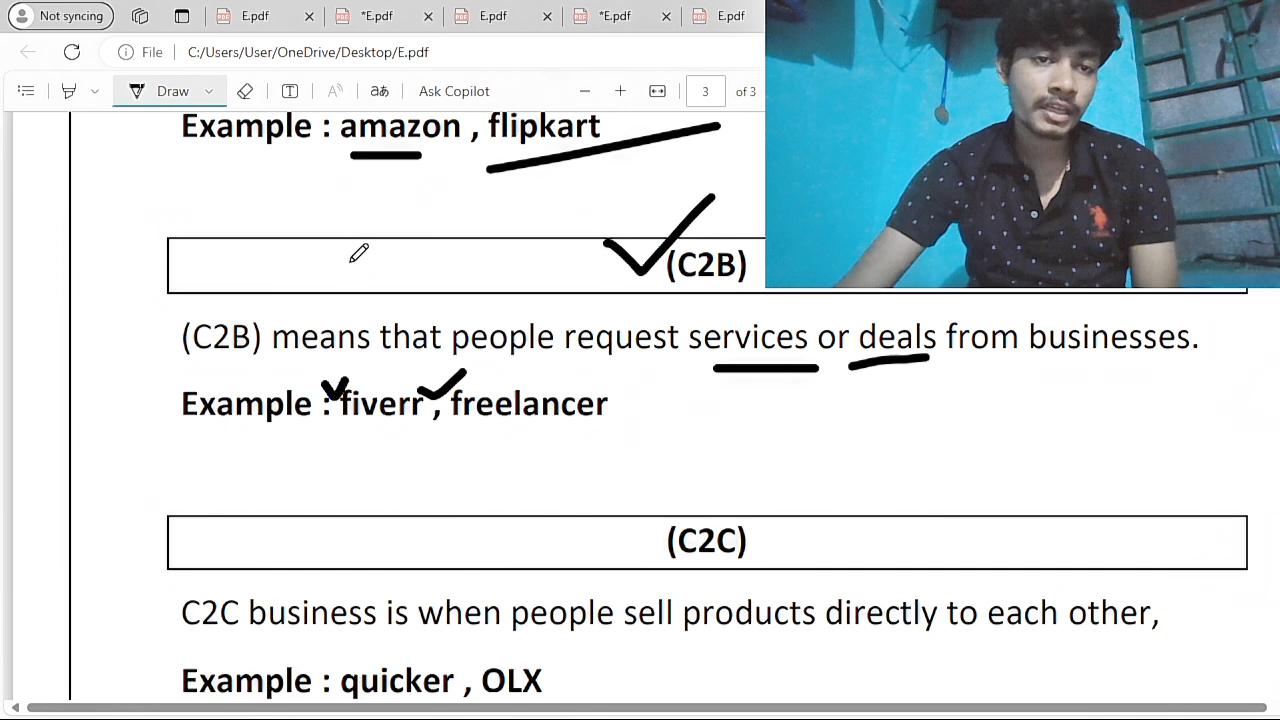 Not syncing E.pdf *E.pdf E.pdf *E.pdf E.pdf
File C:/Users/User/OneDrive/Desktop/E.pdf
Draw Ask Copilot 3 of 3
Example : amazon , flipkart
(C2B)
(C2B) means that people request services or deals from businesses.
Example : fiverr , freelancer
(C2C)
C2C business is when people sell products directly to each other,
Example : quicker , OLX